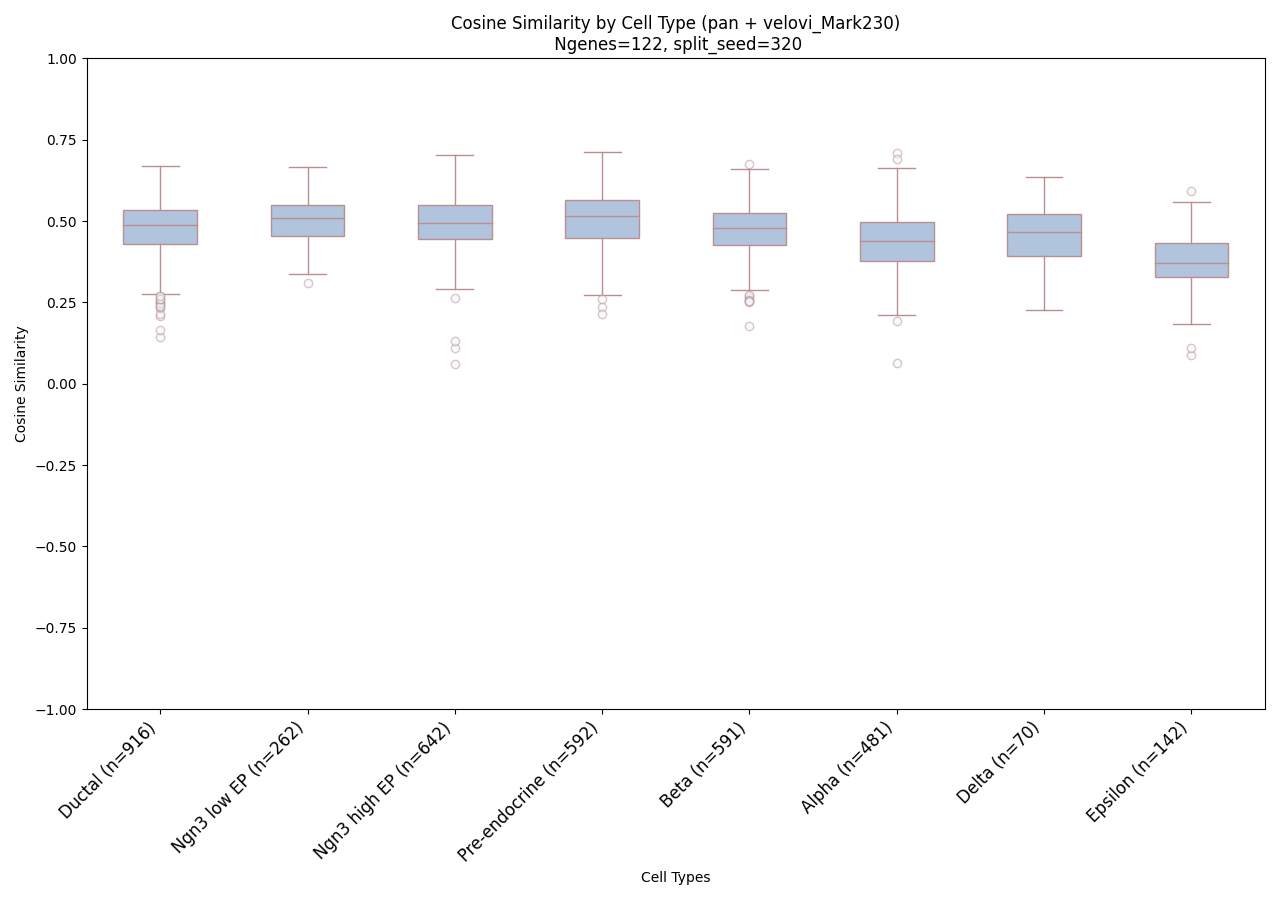 Cosine Similarity by Cell Type (pan + velovi_Mark230)
Ngenes=122, split_seed=320
1.00
0.75
0.50
0.25
0.00
−0.25
−0.50
−0.75
−1.00
Cosine Similarity
Ductal (n=916)
Ngn3 low EP (n=262)
Ngn3 high EP (n=642)
Pre-endocrine (n=592)
Beta (n=591)
Alpha (n=481)
Delta (n=70)
Epsilon (n=142)
Cell Types